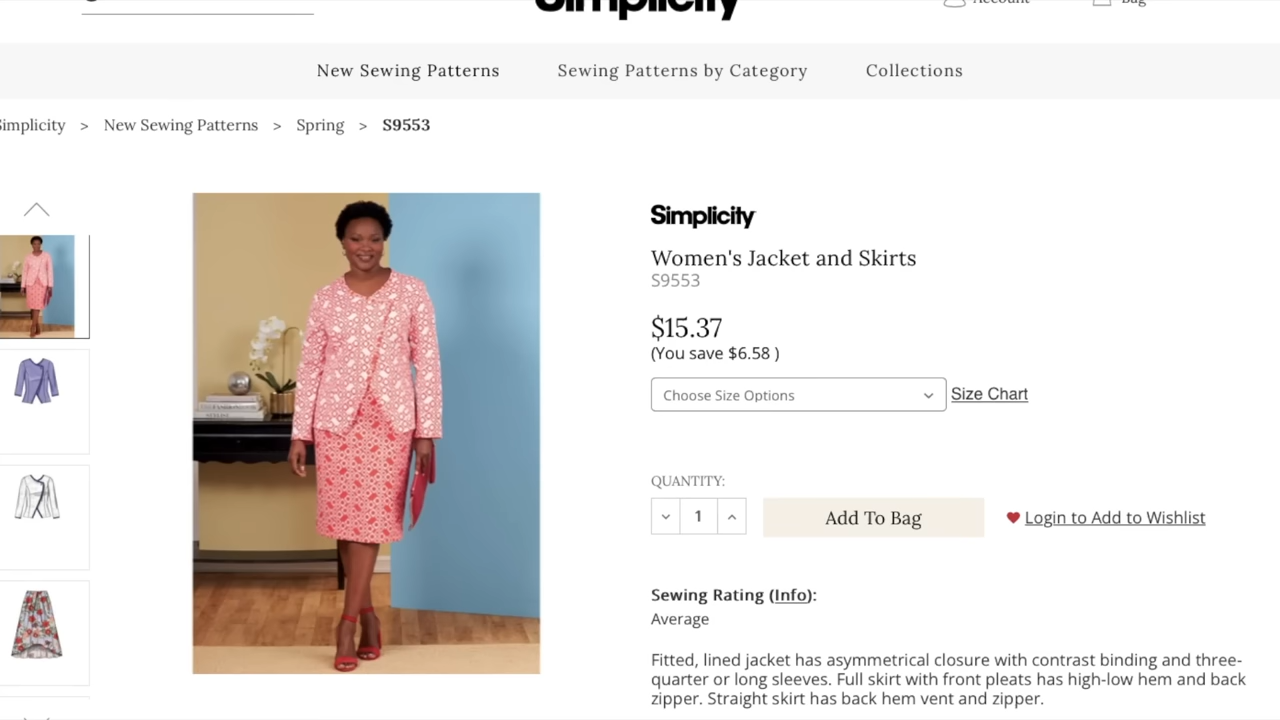 Simplicity
Account
Bag
New Sewing Patterns
Sewing Patterns by Category
Collections
Simplicity > New Sewing Patterns > Spring > S9553
Simplicity
Women's Jacket and Skirts
S9553
$15.37
(You save $6.58 )
Choose Size Options
Size Chart
QUANTITY:
1
Add To Bag
Login to Add to Wishlist
Sewing Rating (Info):
Average
Fitted, lined jacket has asymmetrical closure with contrast binding and three-
quarter or long sleeves. Full skirt with front pleats has high-low hem and back
zipper. Straight skirt has back hem vent and zipper.